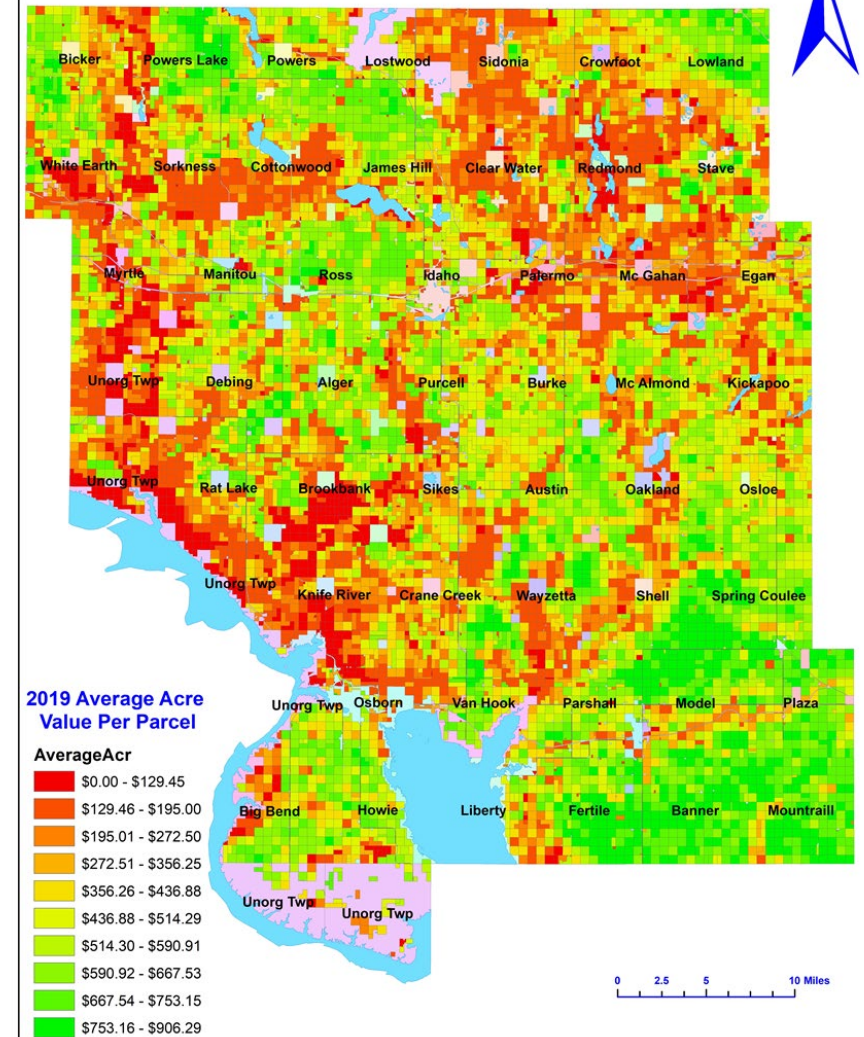 Bicker Powers Lake Powers Lostwood Sidonia Crowfoot Lowland
White Earth Sorkness Cottonwood James Hill Clear Water Redmond Stave
Myrtle Manitou Ross Idaho Palermo Mc Gahan Egan
Unorg Twp Debing Alger Purcell Burke Mc Almond Kickapoo
Unorg Twp Rat Lake Brookbank Sikes Austin Oakland Osloe
Unorg Twp Knife River Crane Creek Wayzetta Shell Spring Coulee
Unorg Twp Osborn Van Hook Parshall Model Plaza
Big Bend Howie Liberty Fertile Banner Mountraill
Unorg Twp Unorg Twp
2019 Average Acre
Value Per Parcel
AverageAcr
$0.00 - $129.45
$129.46 - $195.00
$195.01 - $272.50
$272.51 - $356.25
$356.26 - $436.88
$436.88 - $514.29
$514.30 - $590.91
$590.92 - $667.53
$667.54 - $753.15
$753.16 - $906.29
0 2.5 5 10 Miles